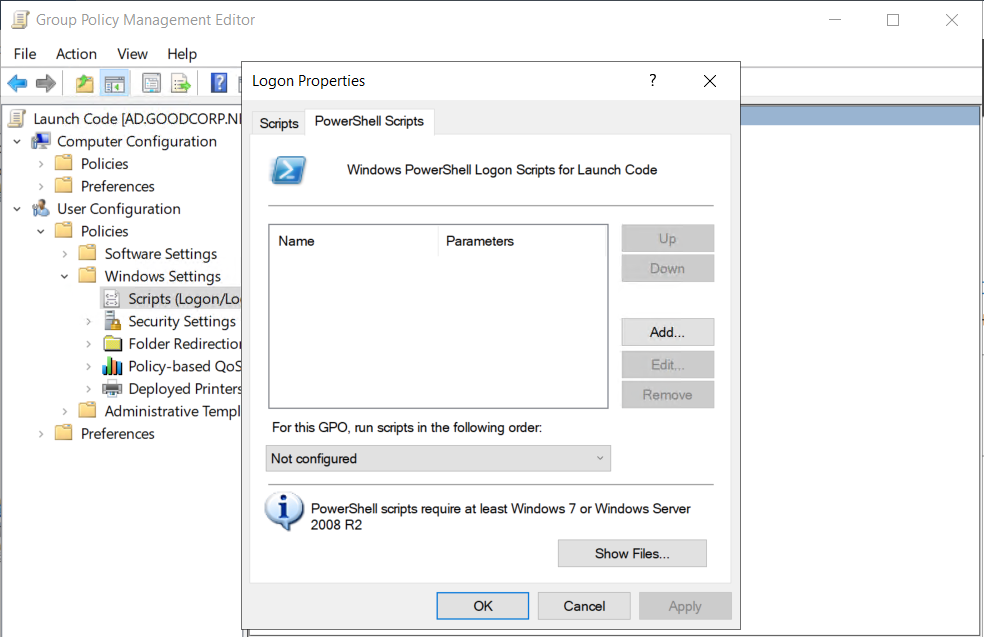 Group Policy Management Editor
File Action View Help
Launch Code [AD.GOODCORP.N
Computer Configuration
Policies
Preferences
User Configuration
Policies
Software Settings
Windows Settings
Scripts (Logon/Lo
Security Settings
Folder Redirection
Policy-based QoS
Deployed Printers
Administrative Templ
Preferences
Logon Properties
?
Scripts PowerShell Scripts
Windows PowerShell Logon Scripts for Launch Code
Name Parameters
Up
Down
Add...
Edit...
Remove
For this GPO, run scripts in the following order:
Not configured
PowerShell scripts require at least Windows 7 or Windows Server
2008 R2
Show Files...
OK Cancel Apply